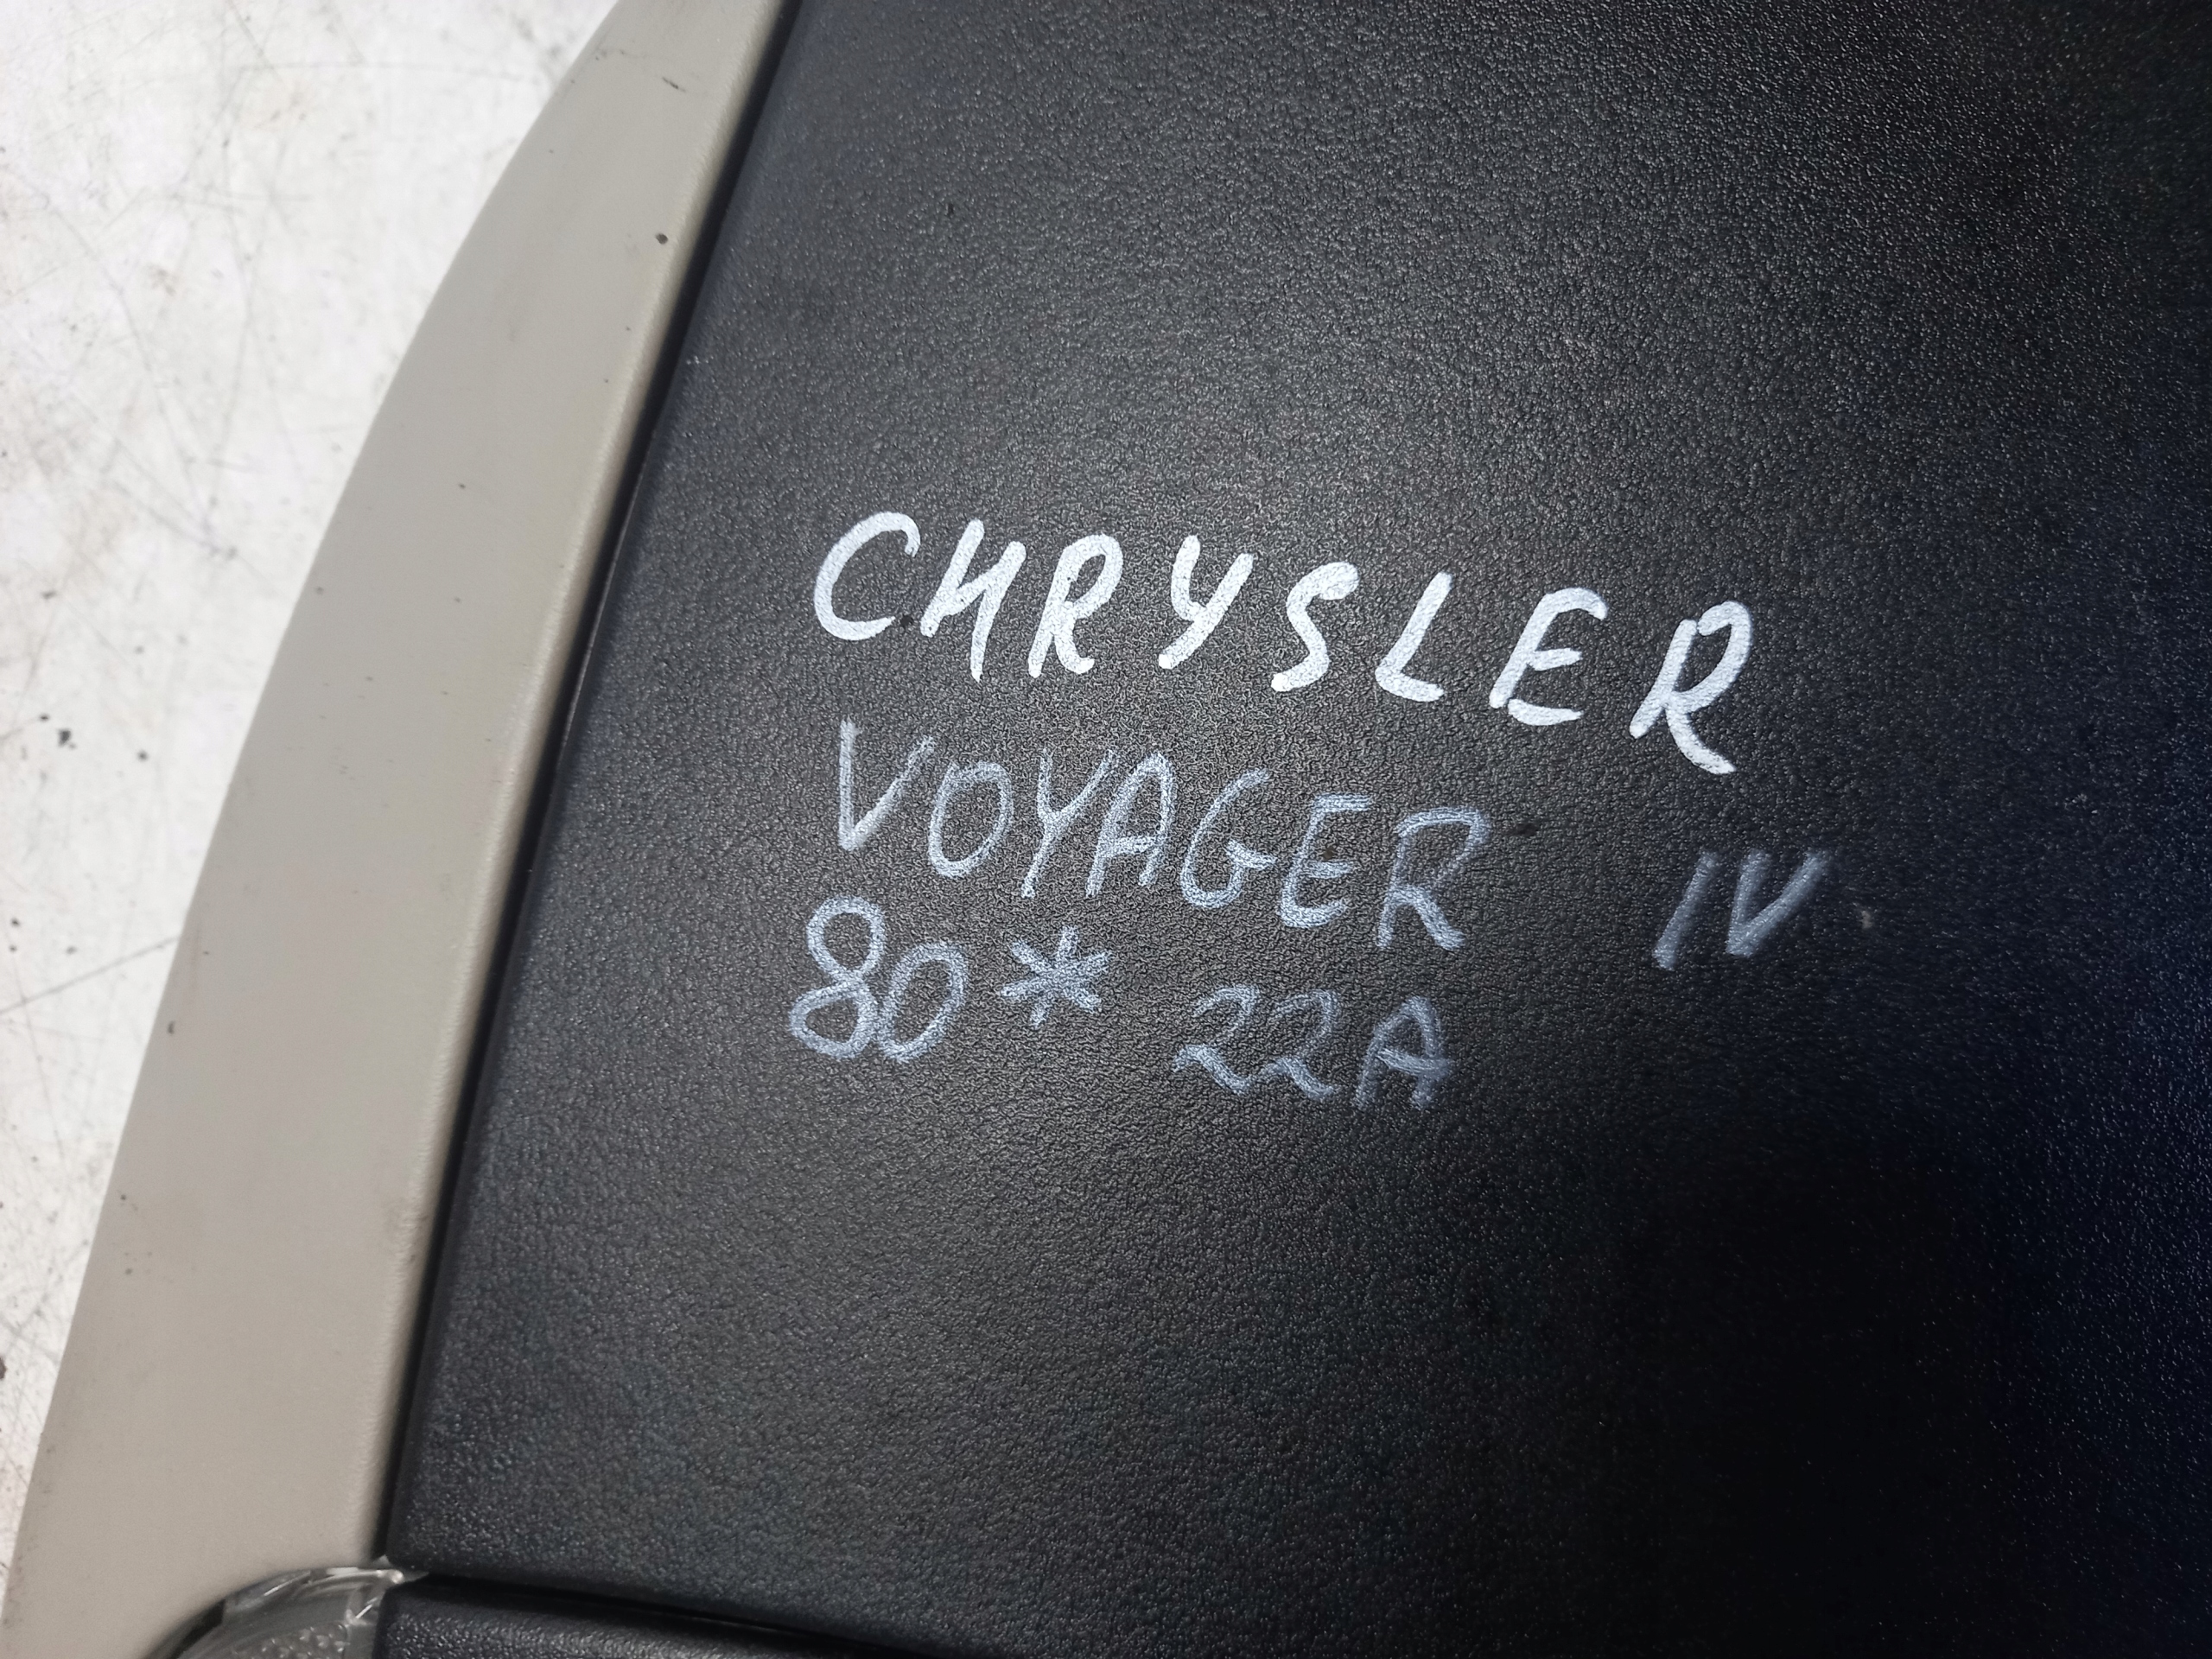 CHRYSLER
VOYAGER IV
80* 22A